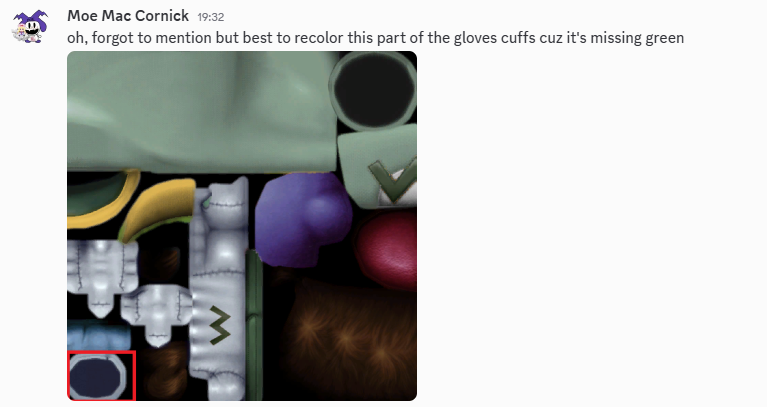 Moe Mac Cornick 19:32
oh, forgot to mention but best to recolor this part of the gloves cuffs cuz it's missing green